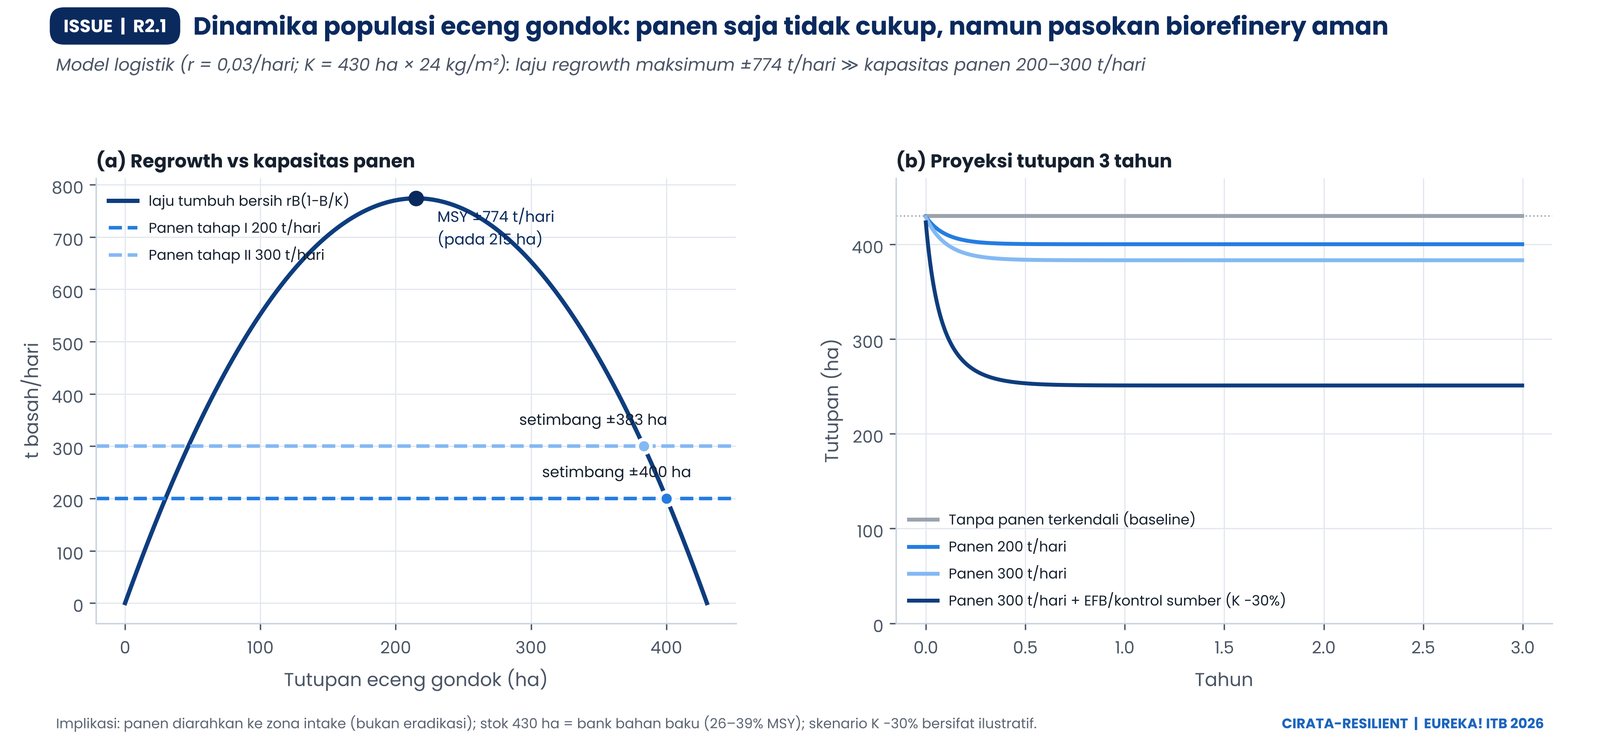 ISSUE | R2.1
Dinamika populasi eceng gondok: panen saja tidak cukup, namun pasokan biorefinery aman
Model logistik (r = 0,03/hari; K = 430 ha × 24 kg/m²): laju regrowth maksimum ±774 t/hari ≫ kapasitas panen 200–300 t/hari
(a) Regrowth vs kapasitas panen
800
700
600
500
400
300
200
100
0
t basah/hari
laju tumbuh bersih rB(1-B/K)
Panen tahap I 200 t/hari
Panen tahap II 300 t/hari
MSY ±774 t/hari
(pada 215 ha)
setimbang ±383 ha
setimbang ±400 ha
0
100
200
300
400
Tutupan eceng gondok (ha)
(b) Proyeksi tutupan 3 tahun
400
300
200
100
0
Tutupan (ha)
Tanpa panen terkendali (baseline)
Panen 200 t/hari
Panen 300 t/hari
Panen 300 t/hari + EFB/kontrol sumber (K -30%)
0.0
0.5
1.0
1.5
2.0
2.5
3.0
Tahun
Implikasi: panen diarahkan ke zona intake (bukan eradikasi); stok 430 ha = bank bahan baku (26–39% MSY); skenario K -30% bersifat ilustratif.
CIRATA-RESILIENT | EUREKA! ITB 2026